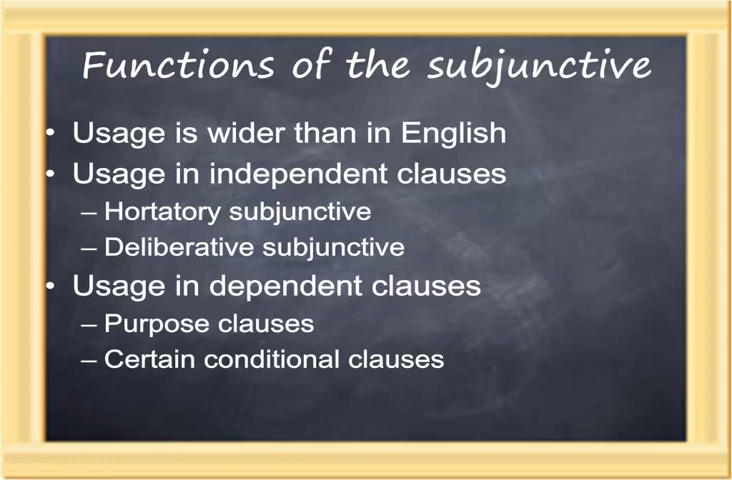 Functions of the subjunctive
• Usage is wider than in English
• Usage in independent clauses
– Hortatory subjunctive
– Deliberative subjunctive
• Usage in dependent clauses
– Purpose clauses
– Certain conditional clauses